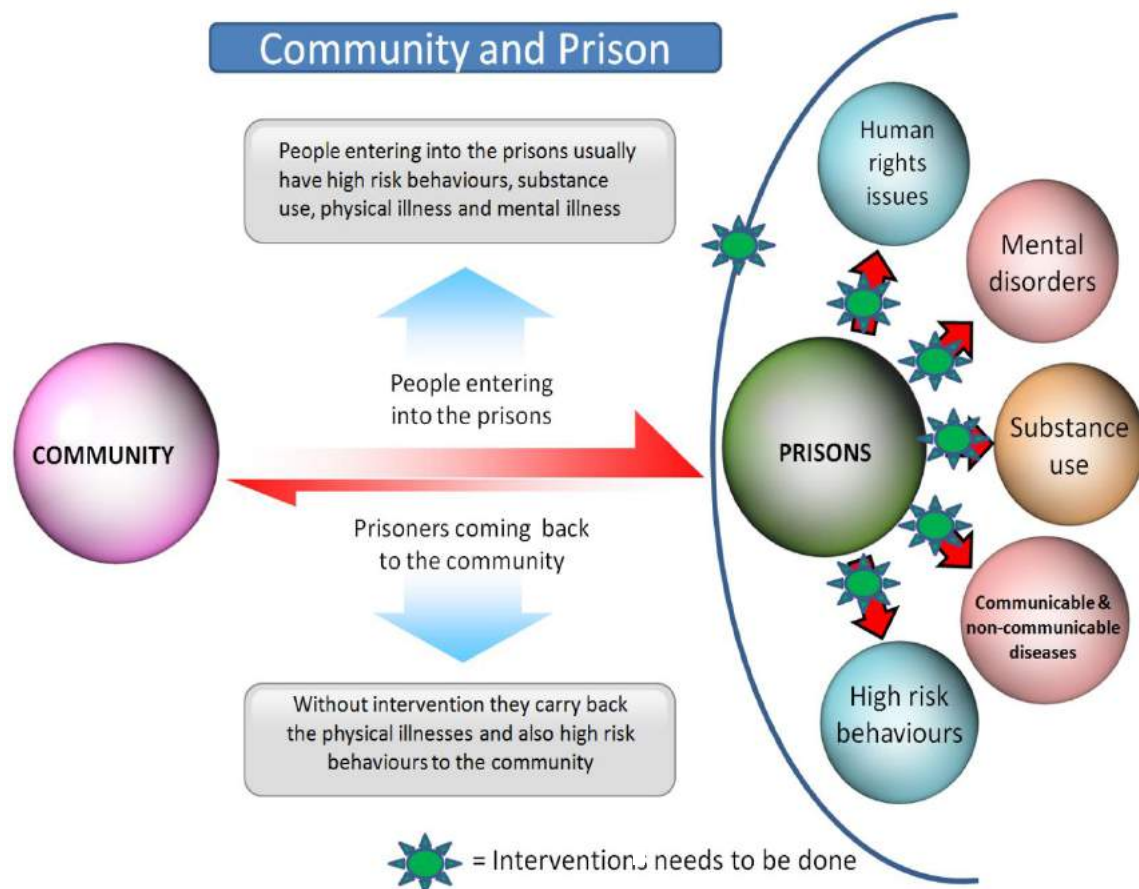 Community and Prison
People entering into the prisons usually
have high risk behaviours, substance
use, physical illness and mental illness
People entering
into the prisons
COMMUNITY
Prisoners coming back
to the community
Without intervention they carry back
the physical illnesses and also high risk
behaviours to the community
PRISONS
Human
rights
issues
Mental
disorders
Substance
use
Communicable &
non-communicable
diseases
High risk
behaviours
= Interventions needs to be done